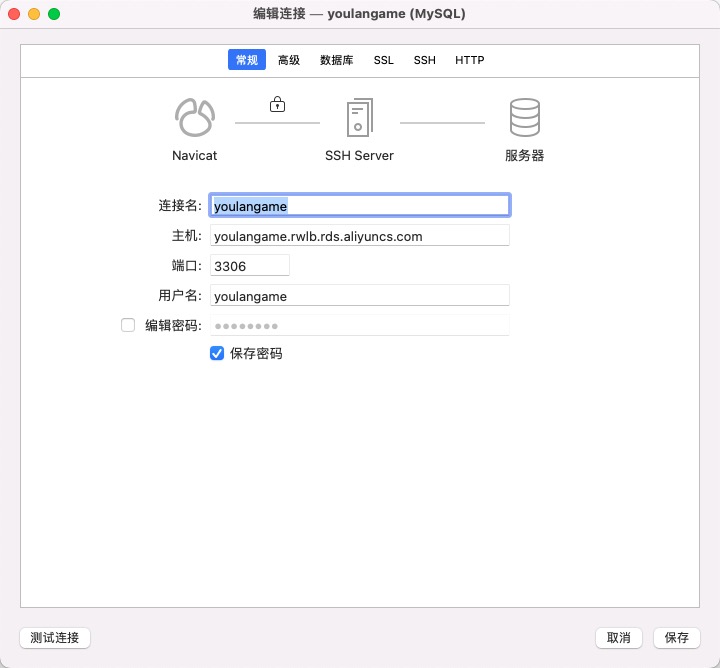 编辑连接 — youlangame (MySQL)
常规 高级 数据库 SSL SSH HTTP
Navicat SSH Server 服务器
连接名: youlangame
主机: youlangame.rwlb.rds.aliyuncs.com
端口: 3306
用户名: youlangame
编辑密码: ●●●●●●●●
保存密码
测试连接 取消 保存